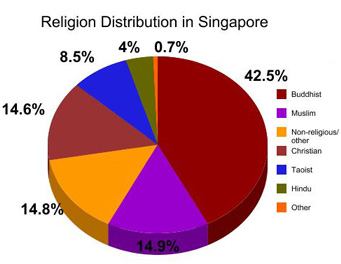 Religion Distribution in Singapore
8.5%
4%
0.7%
42.5%
14.6%
14.8%
14.9%
Buddhist
Muslim
Non-religious/
other
Christian
Taoist
Hindu
Other